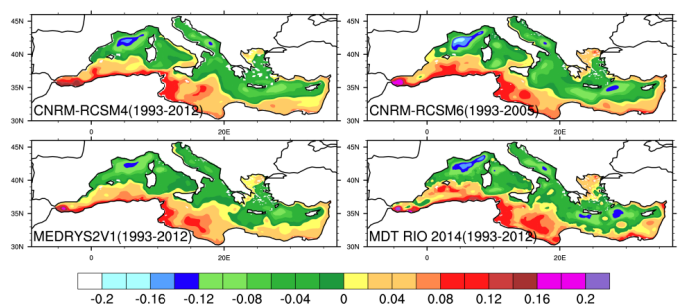 45N
40N
35N
30N
CNRM-RCSM4(1993-2012)
0
20E
45N
40N
35N
30N
CNRM-RCSM6(1993-2005)
0
20E
45N
40N
35N
30N
MEDRYS2V1(1993-2012)
0
20E
45N
40N
35N
30N
MDT RIO 2014(1993-2012)
0
20E
-0.2 -0.16 -0.12 -0.08 -0.04 0 0.04 0.08 0.12 0.16 0.2